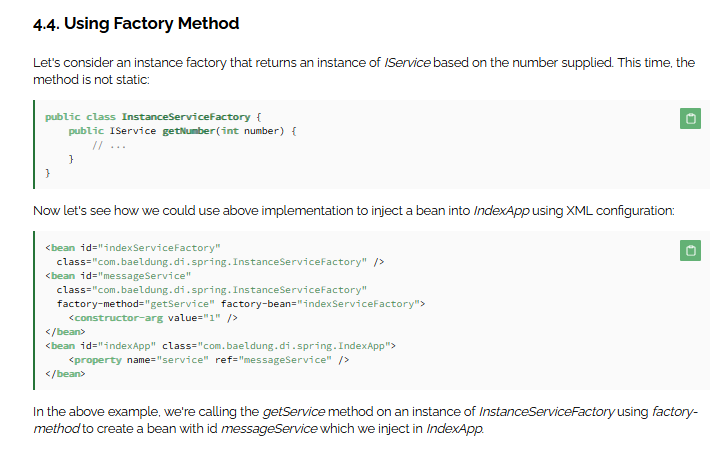 4.4. Using Factory Method
Let's consider an instance factory that returns an instance of IService based on the number supplied. This time, the
method is not static:
public class InstanceServiceFactory {
    public IService getNumber(int number) {
        // ...
    }
}
Now let's see how we could use above implementation to inject a bean into IndexApp using XML configuration:
<bean id="indexServiceFactory"
  class="com.baeldung.di.spring.InstanceServiceFactory" />
<bean id="messageService"
  class="com.baeldung.di.spring.InstanceServiceFactory"
  factory-method="getService" factory-bean="indexServiceFactory">
    <constructor-arg value="1" />
</bean>
<bean id="indexApp" class="com.baeldung.di.spring.IndexApp">
    <property name="service" ref="messageService" />
</bean>
In the above example, we're calling the getService method on an instance of InstanceServiceFactory using factory-
method to create a bean with id messageService which we inject in IndexApp.